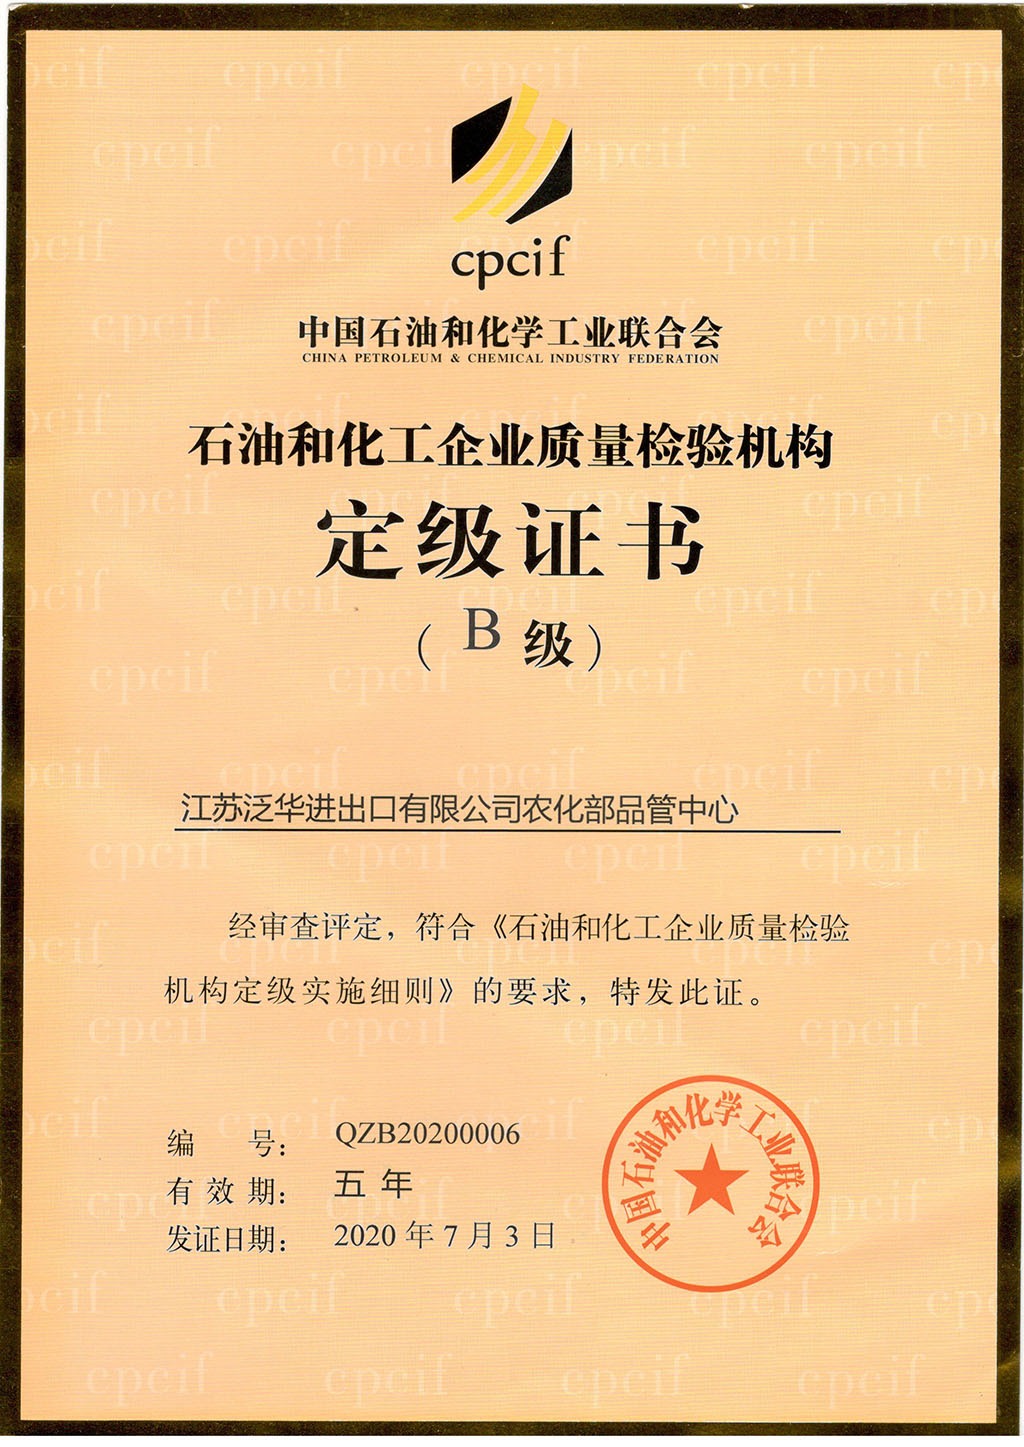 cpcif
中国石油和化学工业联合会
CHINA PETROLEUM & CHEMICAL INDUSTRY FEDERATION
石油和化工企业质量检验机构
定级证书
（B级）
江苏泛华进出口有限公司农化部品管中心
经审查评定，符合《石油和化工企业质量检验
机构定级实施细则》的要求，特发此证。
编号：QZB20200006
有效期：五年
发证日期：2020年7月3日
中国石油和化学工业联合会